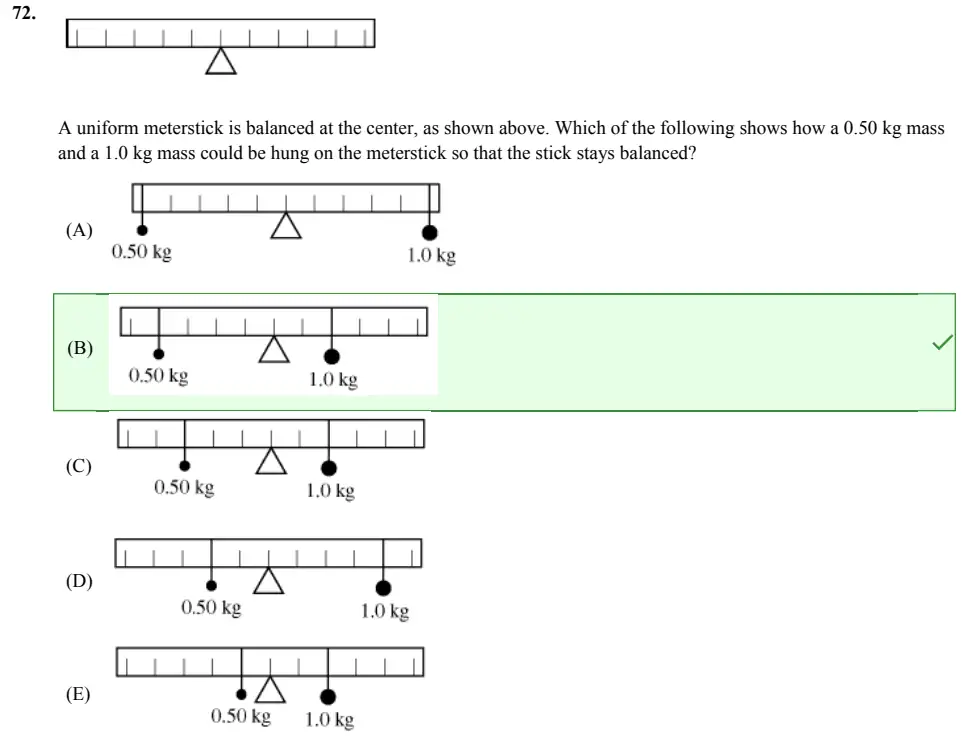 72.
A uniform meterstick is balanced at the center, as shown above. Which of the following shows how a 0.50 kg mass
and a 1.0 kg mass could be hung on the meterstick so that the stick stays balanced?
(A)
0.50 kg
1.0 kg
(B)
0.50 kg
1.0 kg
(C)
0.50 kg
1.0 kg
(D)
0.50 kg
1.0 kg
(E)
0.50 kg
1.0 kg